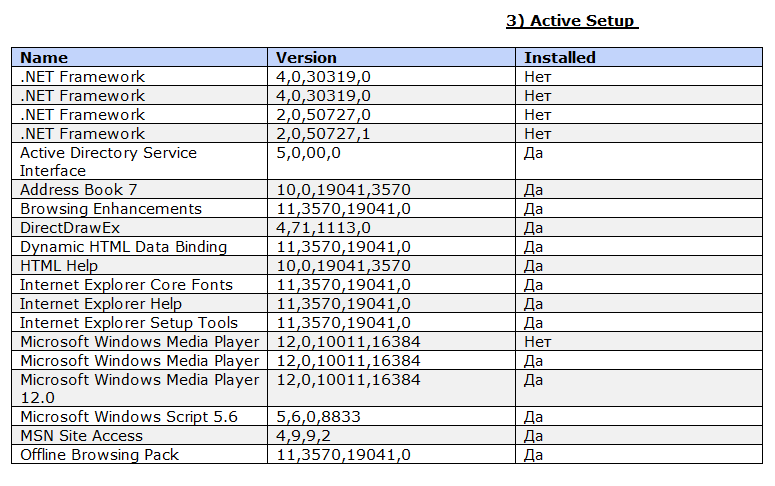 3) Active Setup
Name Version Installed
.NET Framework 4,0,30319,0 Нет
.NET Framework 4,0,30319,0 Нет
.NET Framework 2,0,50727,0 Нет
.NET Framework 2,0,50727,1 Нет
Active Directory Service 5,0,00,0 Да
Interface
Address Book 7 10,0,19041,3570 Да
Browsing Enhancements 11,3570,19041,0 Да
DirectDrawEx 4,71,1113,0 Да
Dynamic HTML Data Binding 11,3570,19041,0 Да
HTML Help 10,0,19041,3570 Да
Internet Explorer Core Fonts 11,3570,19041,0 Да
Internet Explorer Help 11,3570,19041,0 Да
Internet Explorer Setup Tools 11,3570,19041,0 Да
Microsoft Windows Media Player 12,0,10011,16384 Нет
Microsoft Windows Media Player 12,0,10011,16384 Да
Microsoft Windows Media Player 12,0,10011,16384 Да
12.0
Microsoft Windows Script 5.6 5,6,0,8833 Да
MSN Site Access 4,9,9,2 Да
Offline Browsing Pack 11,3570,19041,0 Да